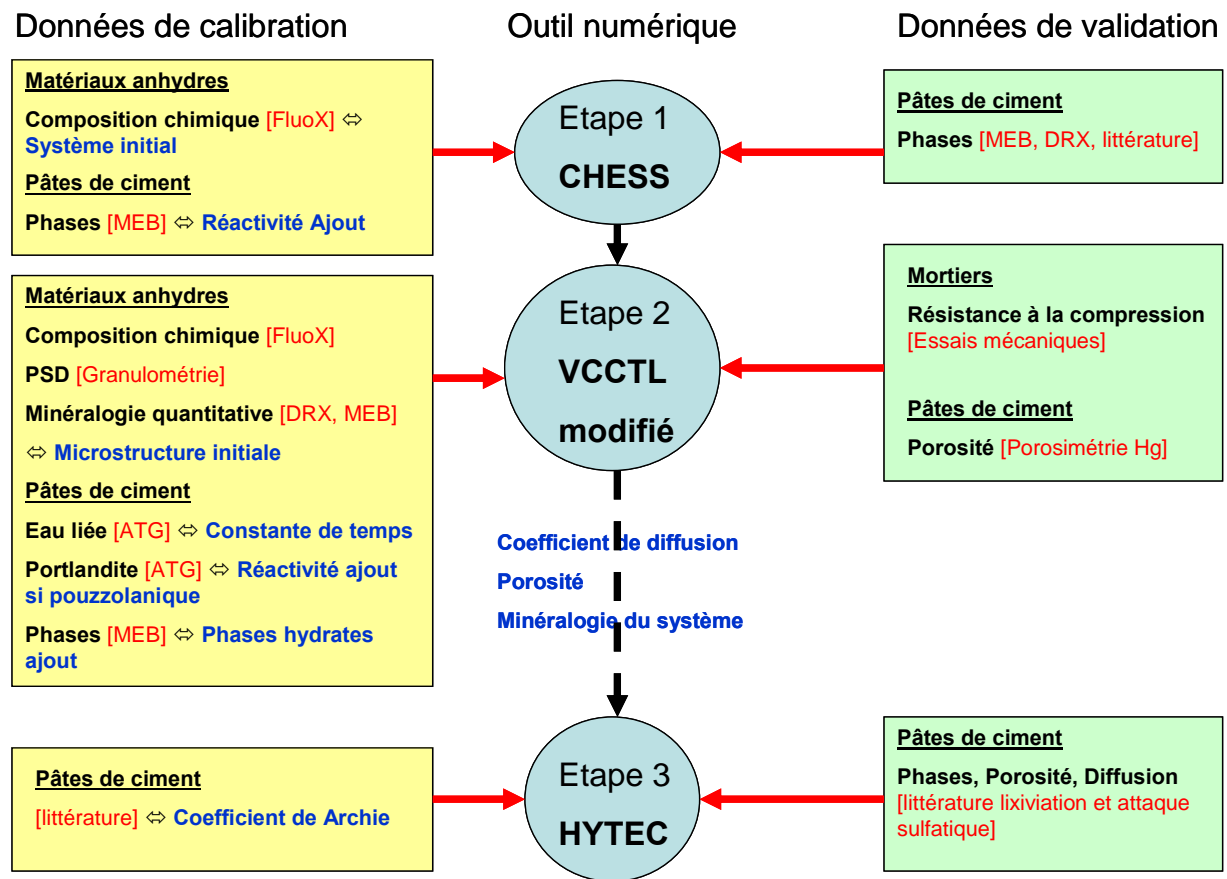 Données de calibration
Outil numérique
Données de validation
Matériaux anhydres
Composition chimique [FluoX] ⇔
Système initial
Pâtes de ciment
Phases [MEB] ⇔ Réactivité Ajout
Etape 1
CHESS
Pâtes de ciment
Phases [MEB, DRX, littérature]
Matériaux anhydres
Composition chimique [FluoX]
PSD [Granulométrie]
Minéralogie quantitative [DRX, MEB]
⇔ Microstructure initiale
Pâtes de ciment
Eau liée [ATG] ⇔ Constante de temps
Portlandite [ATG] ⇔ Réactivité ajout
si pouzzolanique
Phases [MEB] ⇔ Phases hydrates
ajout
Etape 2
VCCTL
modifié
Mortiers
Résistance à la compression
[Essais mécaniques]
Pâtes de ciment
Porosité [Porosimétrie Hg]
Coefficient de diffusion
Porosité
Minéralogie du système
Pâtes de ciment
[littérature] ⇔ Coefficient de Archie
Etape 3
HYTEC
Pâtes de ciment
Phases, Porosité, Diffusion
[littérature lixiviation et attaque
sulfatique]